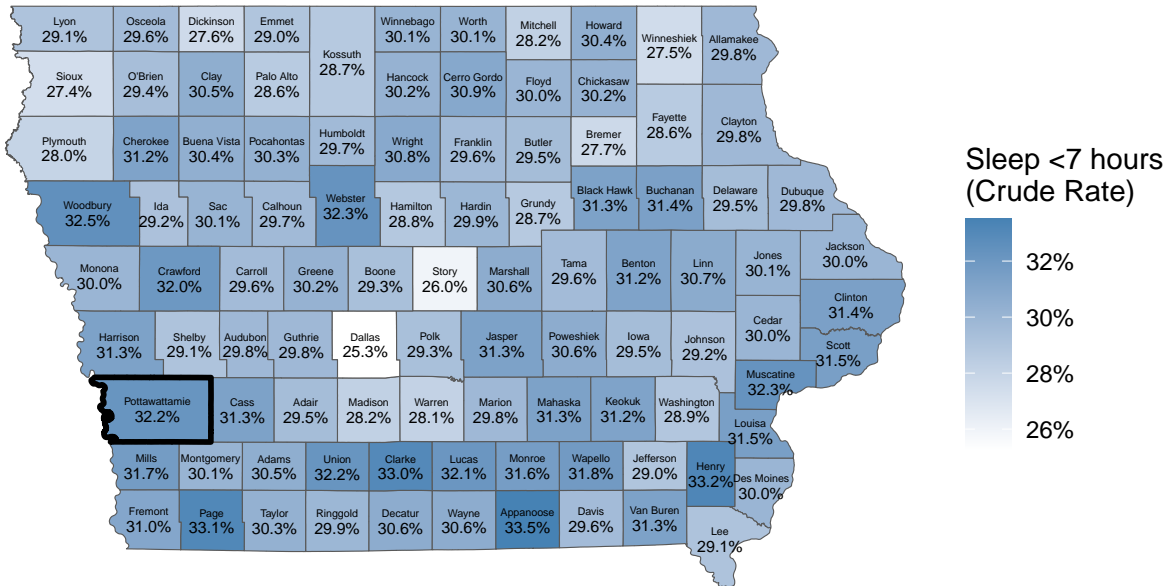 Lyon
29.1%
Osceola
29.6%
Dickinson
27.6%
Emmet
29.0%
Kossuth
28.7%
Winnebago
30.1%
Worth
30.1%
Mitchell
28.2%
Howard
30.4%
Winneshiek
27.5%
Allamakee
29.8%
Sioux
27.4%
O'Brien
29.4%
Clay
30.5%
Palo Alto
28.6%
Hancock
30.2%
Cerro Gordo
30.9%
Floyd
30.0%
Chickasaw
30.2%
Fayette
28.6%
Clayton
29.8%
Plymouth
28.0%
Cherokee
31.2%
Buena Vista
30.4%
Pocahontas
30.3%
Humboldt
29.7%
Wright
30.8%
Franklin
29.6%
Butler
29.5%
Bremer
27.7%
Woodbury
32.5%
Ida
29.2%
Sac
30.1%
Calhoun
29.7%
Webster
32.3%
Hamilton
28.8%
Hardin
29.9%
Grundy
28.7%
Black Hawk
31.3%
Buchanan
31.4%
Delaware
29.5%
Dubuque
29.8%
Monona
30.0%
Crawford
32.0%
Carroll
29.6%
Greene
30.2%
Boone
29.3%
Story
26.0%
Marshall
30.6%
Tama
29.6%
Benton
31.2%
Linn
30.7%
Jones
30.1%
Jackson
30.0%
Clinton
31.4%
Harrison
31.3%
Shelby
29.1%
Audubon
29.8%
Guthrie
29.8%
Dallas
25.3%
Polk
29.3%
Jasper
31.3%
Poweshiek
30.6%
Iowa
29.5%
Johnson
29.2%
Cedar
30.0%
Scott
31.5%
Muscatine
32.3%
Pottawattamie
32.2%
Cass
31.3%
Adair
29.5%
Madison
28.2%
Warren
28.1%
Marion
29.8%
Mahaska
31.3%
Keokuk
31.2%
Washington
28.9%
Louisa
31.5%
Mills
31.7%
Montgomery
30.1%
Adams
30.5%
Union
32.2%
Clarke
33.0%
Lucas
32.1%
Monroe
31.6%
Wapello
31.8%
Jefferson
29.0%
Henry
33.2%
Des Moines
30.0%
Fremont
31.0%
Page
33.1%
Taylor
30.3%
Ringgold
29.9%
Decatur
30.6%
Wayne
30.6%
Appanoose
33.5%
Davis
29.6%
Van Buren
31.3%
Lee
29.1%
Sleep <7 hours
(Crude Rate)
32%
30%
28%
26%